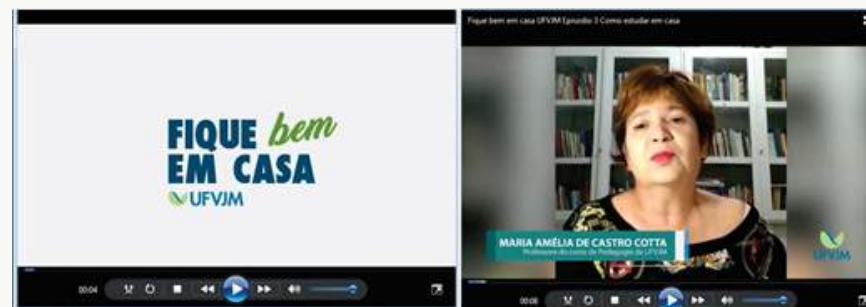 FIQUE bem
EM CASA
UFVJM
00:04
Fique bem em casa UFVJM Episodio 3 Como estudar em casa
MARIA AMÉLIA DE CASTRO COTTA
Professora do curso de Pedagogia da UFVJM
UFVJM
00:08